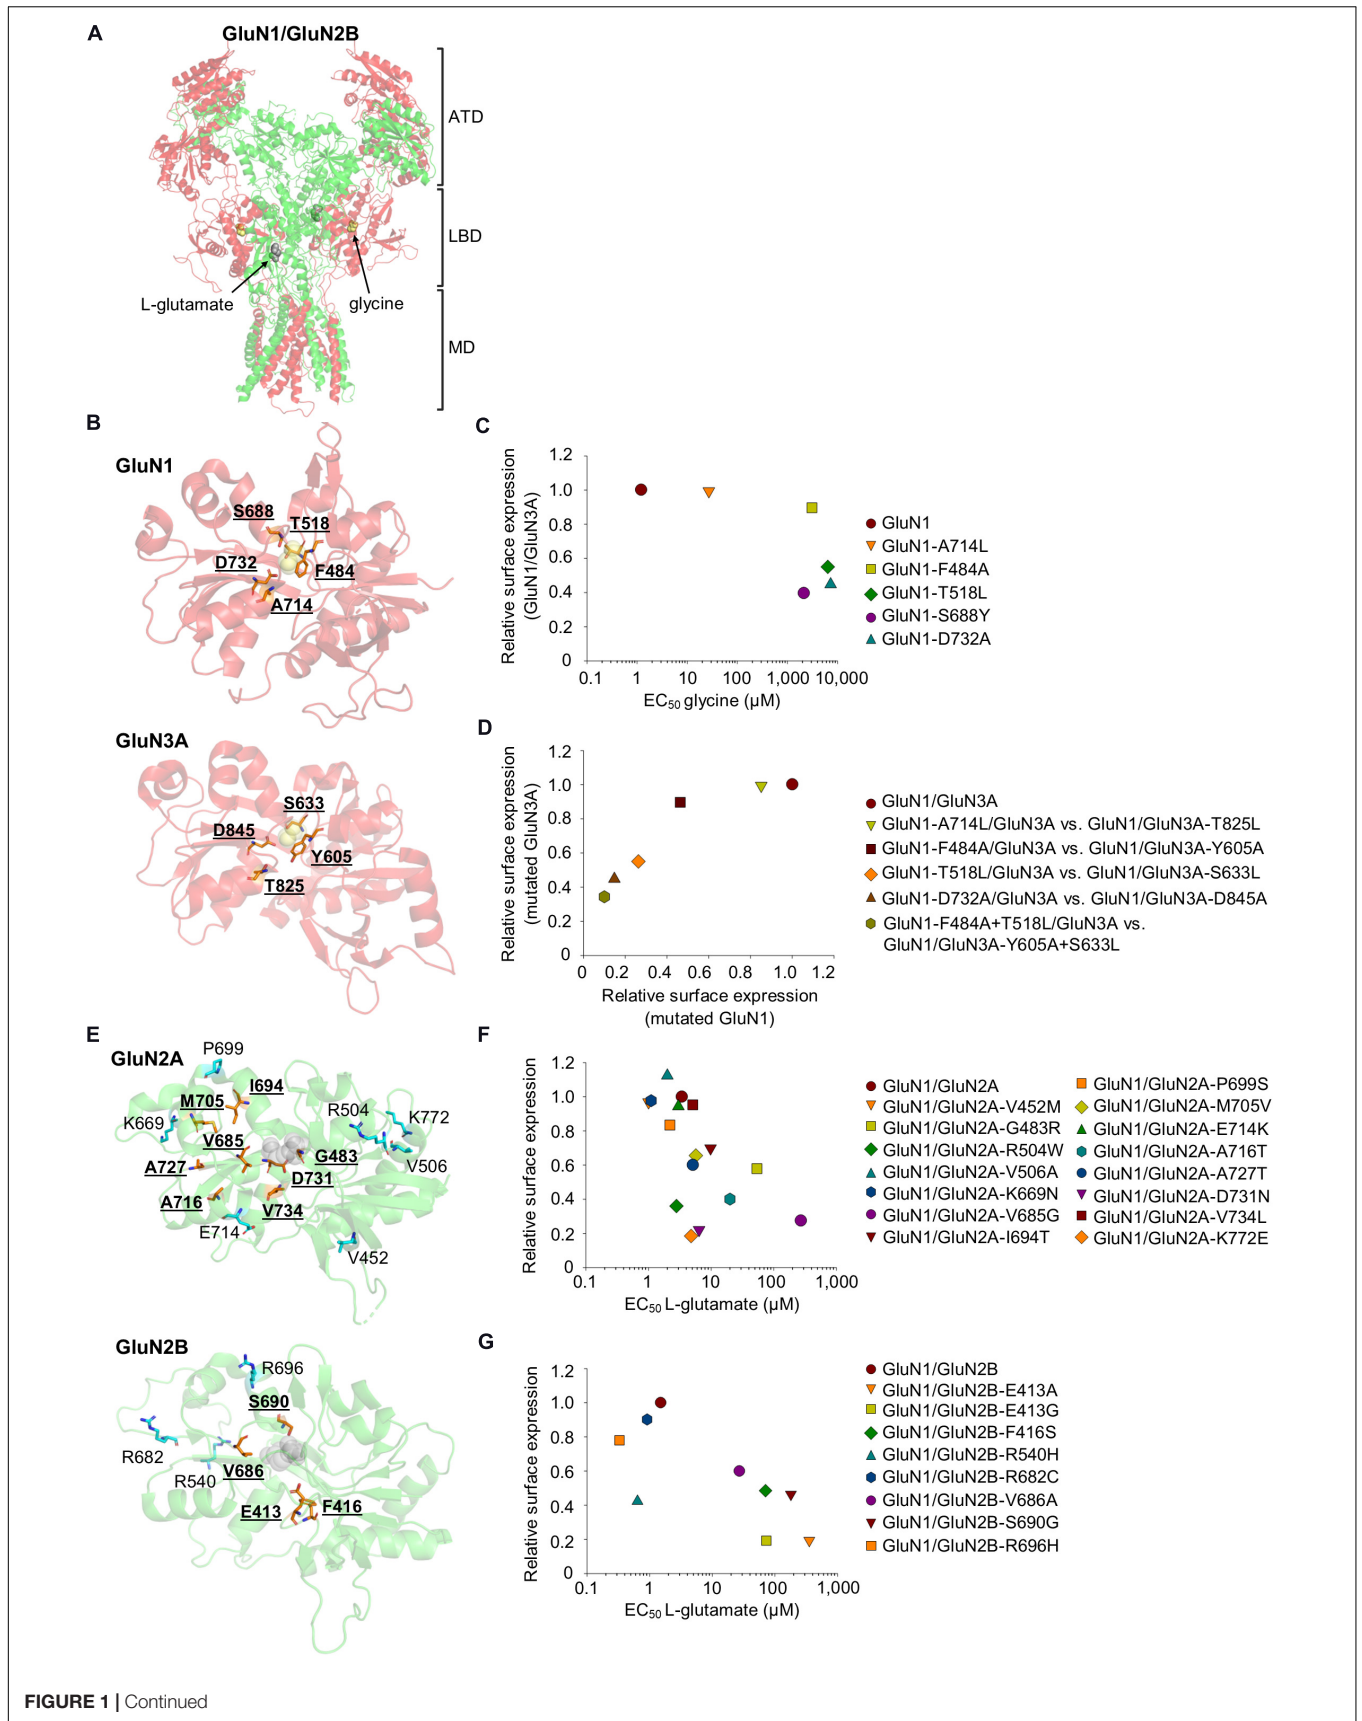 A
GluN1/GluN2B
ATD
LBD
MD
L-glutamate
glycine
B
GluN1
S688
T518
D732
F484
A714
GluN3A
S633
D845
Y605
T825
C
Relative surface expression
(GluN1/GluN3A)
1.2
1.0
0.8
0.6
0.4
0.2
0
0.1 1 10 100 1,000 10,000
EC50 glycine (µM)
GluN1
GluN1-A714L
GluN1-F484A
GluN1-T518L
GluN1-S688Y
GluN1-D732A
D
Relative surface expression
(mutated GluN3A)
1.2
1.0
0.8
0.6
0.4
0.2
0
0 0.2 0.4 0.6 0.8 1.0 1.2
Relative surface expression
(mutated GluN1)
GluN1/GluN3A
GluN1-A714L/GluN3A vs. GluN1/GluN3A-T825L
GluN1-F484A/GluN3A vs. GluN1/GluN3A-Y605A
GluN1-T518L/GluN3A vs. GluN1/GluN3A-S633L
GluN1-D732A/GluN3A vs. GluN1/GluN3A-D845A
GluN1-F484A+T518L/GluN3A vs.
GluN1/GluN3A-Y605A+S633L
E
GluN2A
P699
I694
M705
K669
R504
K772
V685
G483
V506
A727
D731
A716
V734
E714
V452
GluN2B
R696
S690
R682
R540
V686
E413
F416
F
Relative surface expression
1.2
1.0
0.8
0.6
0.4
0.2
0
0.1 1 10 100 1,000
EC50 L-glutamate (µM)
GluN1/GluN2A
GluN1/GluN2A-V452M
GluN1/GluN2A-G483R
GluN1/GluN2A-R504W
GluN1/GluN2A-V506A
GluN1/GluN2A-K669N
GluN1/GluN2A-V685G
GluN1/GluN2A-I694T
GluN1/GluN2A-P699S
GluN1/GluN2A-M705V
GluN1/GluN2A-E714K
GluN1/GluN2A-A716T
GluN1/GluN2A-A727T
GluN1/GluN2A-D731N
GluN1/GluN2A-V734L
GluN1/GluN2A-K772E
G
Relative surface expression
1.2
1.0
0.8
0.6
0.4
0.2
0
0.1 1 10 100 1,000
EC50 L-glutamate (µM)
GluN1/GluN2B
GluN1/GluN2B-E413A
GluN1/GluN2B-E413G
GluN1/GluN2B-F416S
GluN1/GluN2B-R540H
GluN1/GluN2B-R682C
GluN1/GluN2B-V686A
GluN1/GluN2B-S690G
GluN1/GluN2B-R696H
FIGURE 1 | Continued